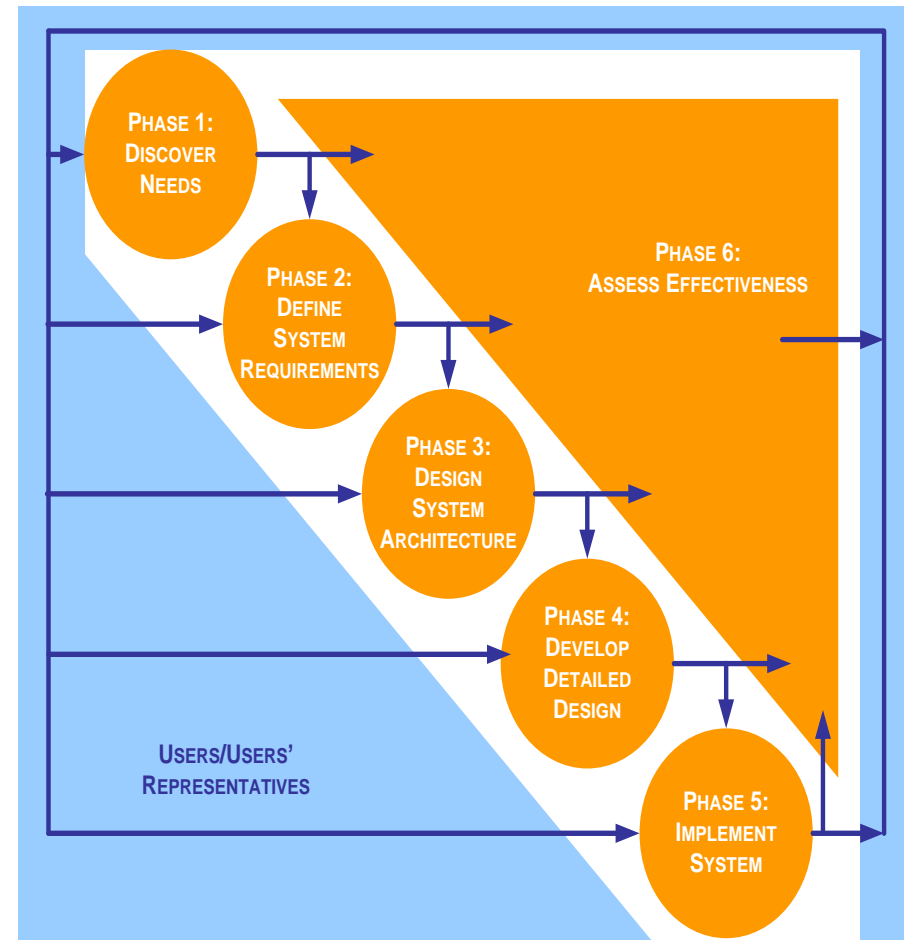 PHASE 1:
DISCOVER
NEEDS
PHASE 2:
DEFINE
SYSTEM
REQUIREMENTS
PHASE 6:
ASSESS EFFECTIVENESS
PHASE 3:
DESIGN
SYSTEM
ARCHITECTURE
PHASE 4:
DEVELOP
DETAILED
DESIGN
USERS/USERS’
REPRESENTATIVES
PHASE 5:
IMPLEMENT
SYSTEM